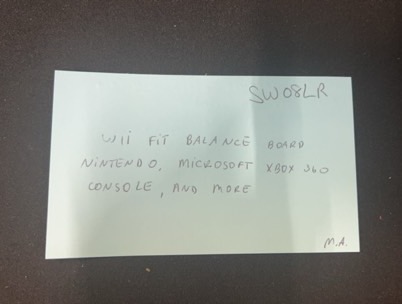 SW08LR
Wii FiT BALANCE BOARD
NiNTENDO, MiCROSOFT XBOX 360
CONSOLE, AND MORE
M.A.